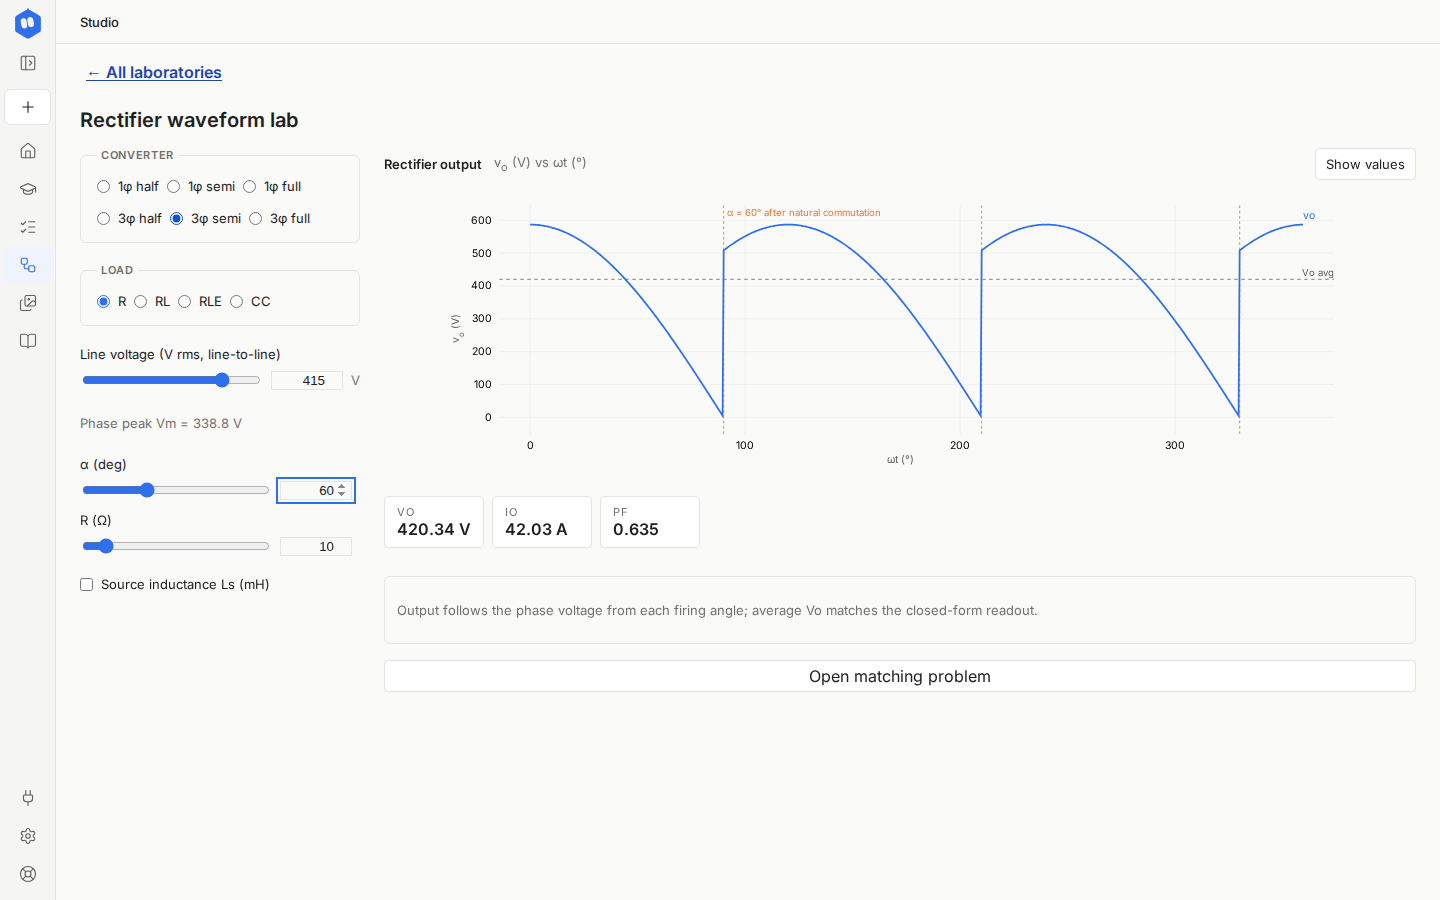 Studio
← All laboratories
Rectifier waveform lab
CONVERTER
1φ half 1φ semi 1φ full
3φ half 3φ semi 3φ full
LOAD
R RL RLE CC
Line voltage (V rms, line-to-line)
415 V
Phase peak Vm = 338.8 V
α (deg)
60
R (Ω)
10
Source inductance Ls (mH)
Rectifier output vo (V) vs ωt (°)
Show values
α = 60° after natural commutation
vo
Vo avg
600
500
400
300
200
100
0
vo (V)
0 100 200 300
ωt (°)
VO
420.34 V
IO
42.03 A
PF
0.635
Output follows the phase voltage from each firing angle; average Vo matches the closed-form readout.
Open matching problem